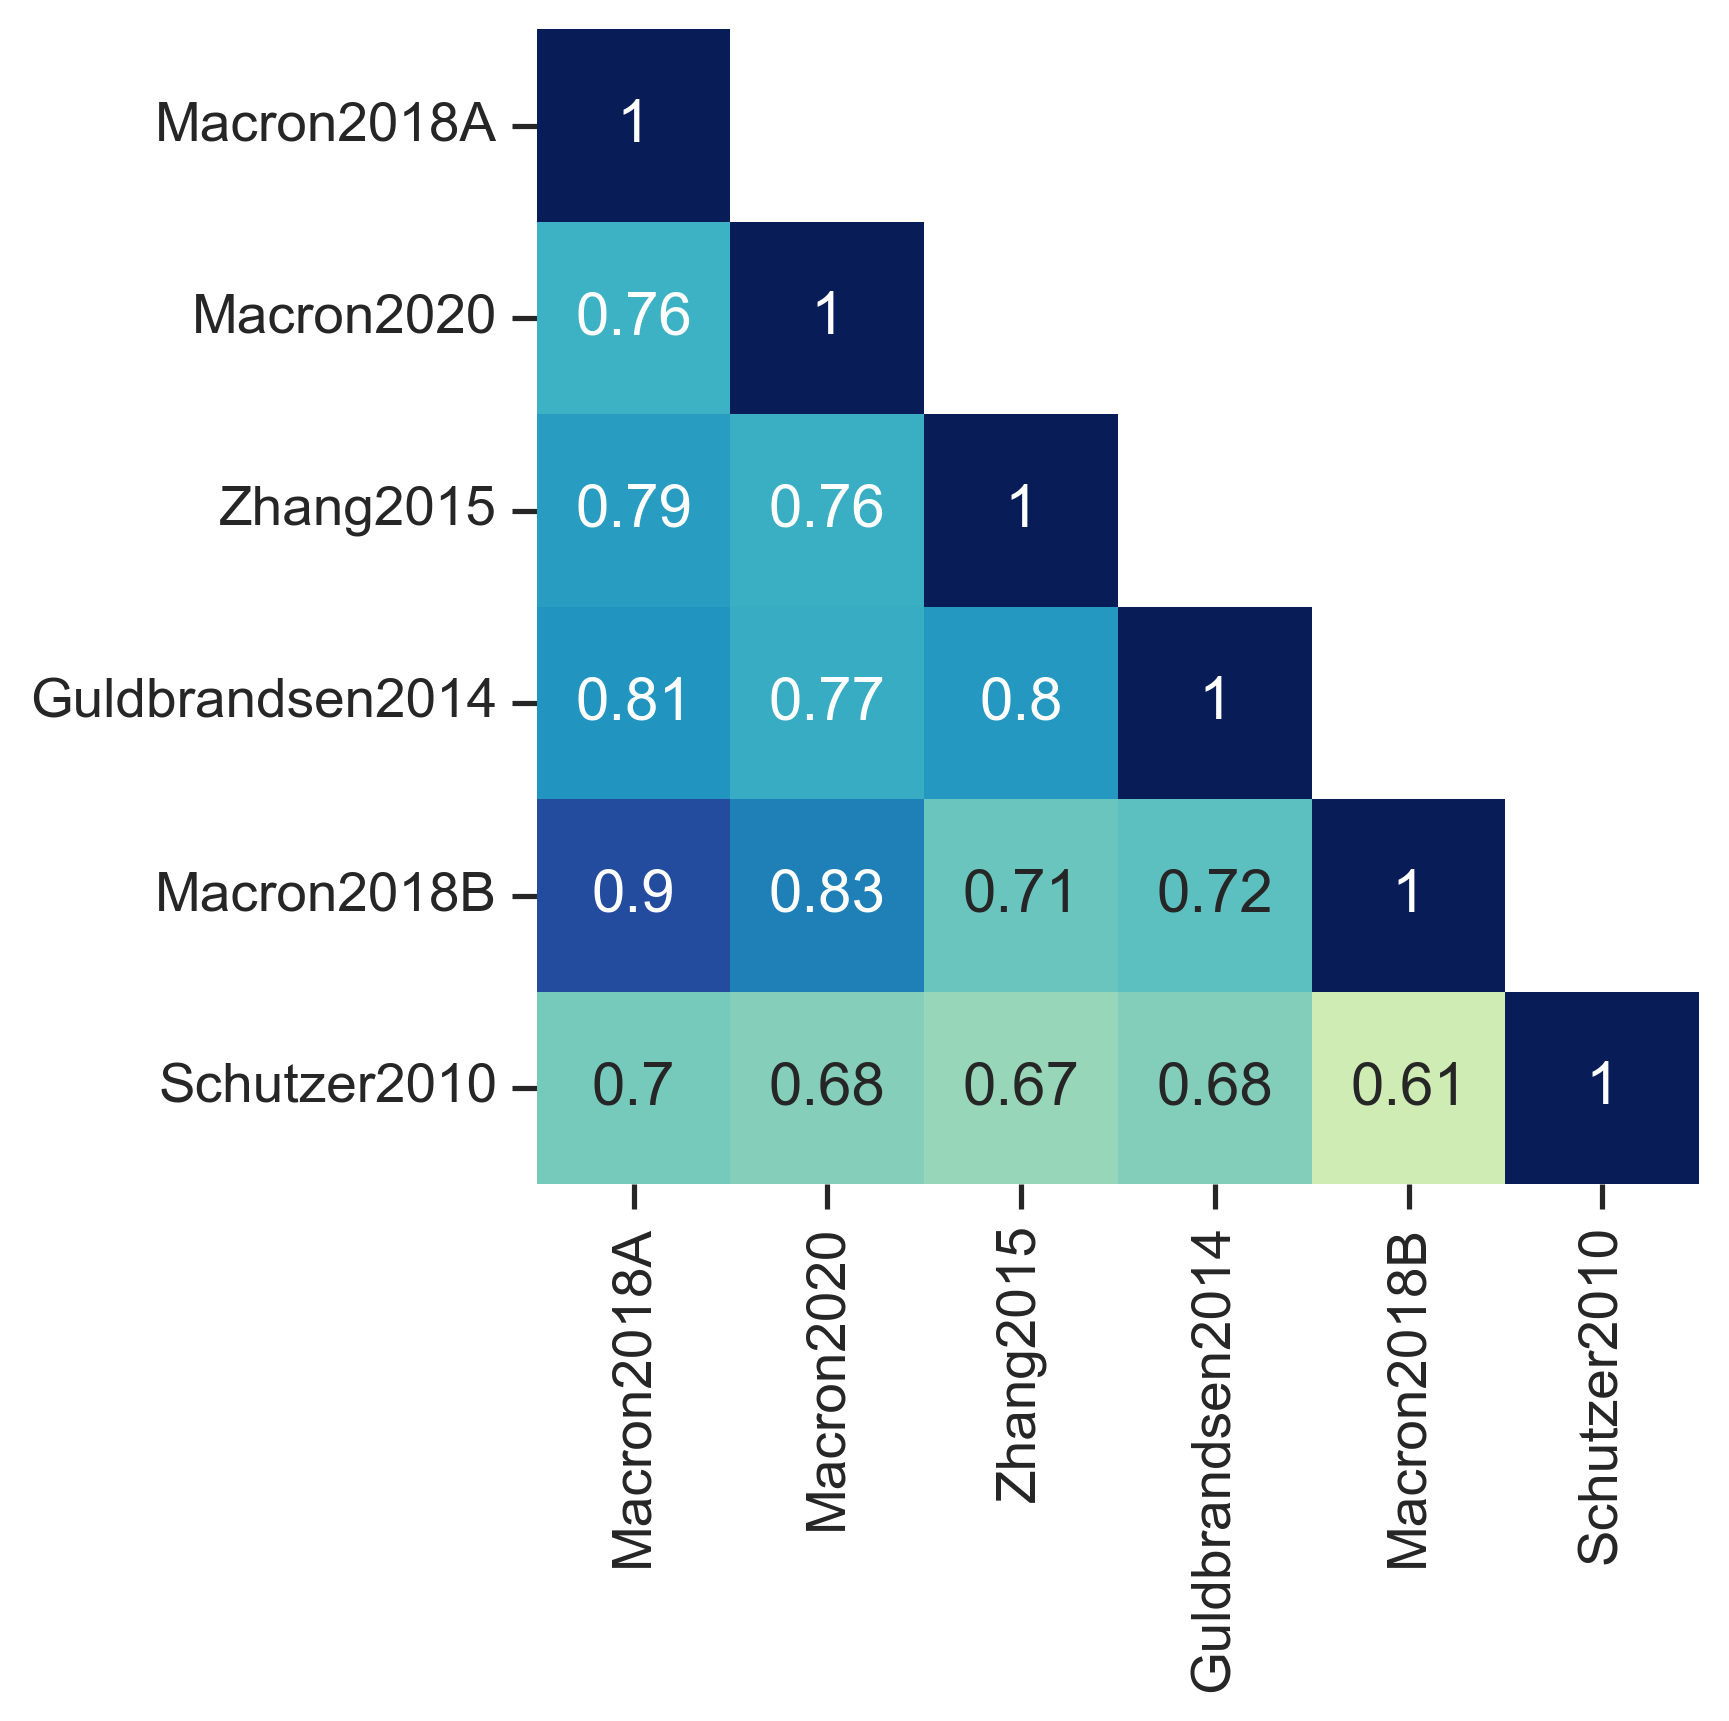 Macron2018A 1
Macron2020 0.76 1
Zhang2015 0.79 0.76 1
Guldbrandsen2014 0.81 0.77 0.8 1
Macron2018B 0.9 0.83 0.71 0.72 1
Schutzer2010 0.7 0.68 0.67 0.68 0.61 1
Macron2018A
Macron2020
Zhang2015
Guldbrandsen2014
Macron2018B
Schutzer2010